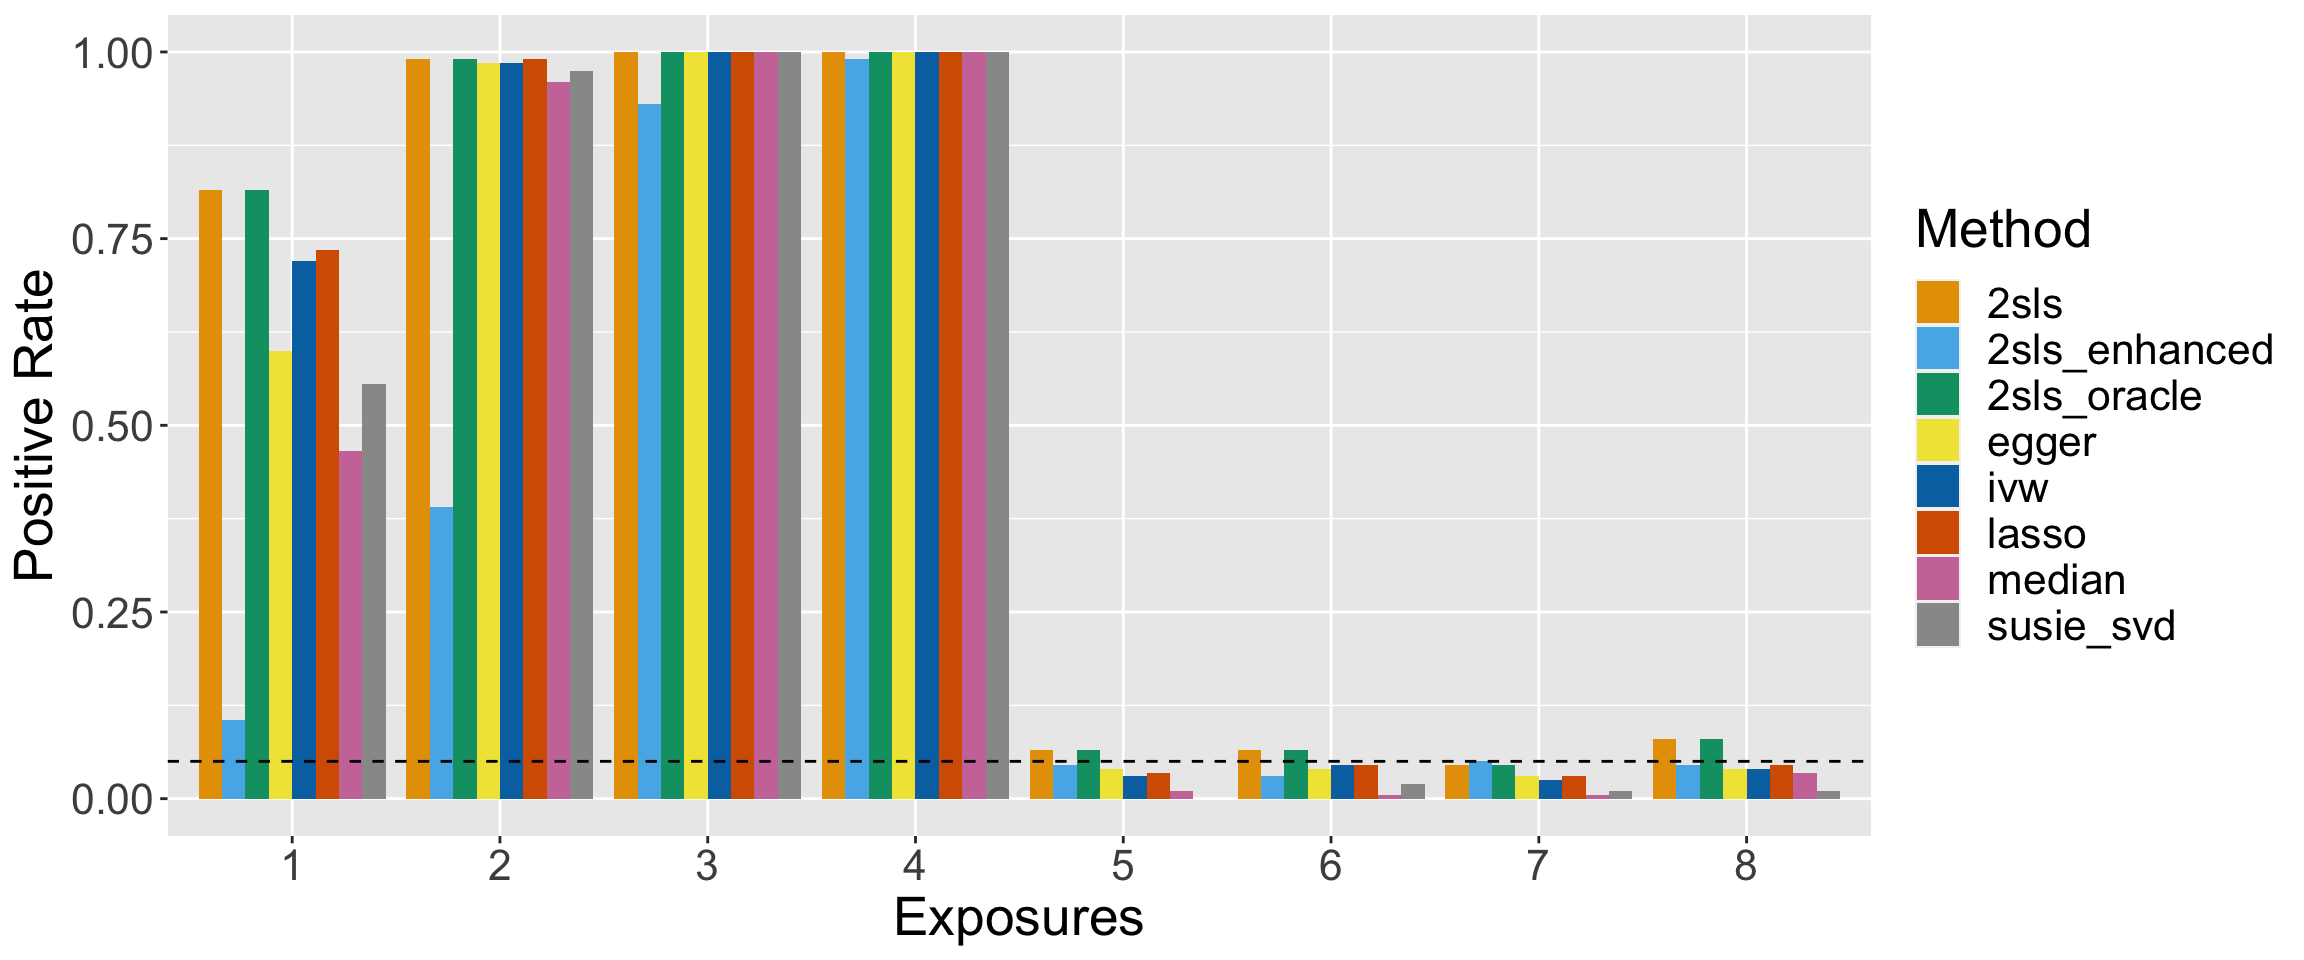 Positive Rate
1.00
0.75
0.50
0.25
0.00
1 2 3 4 5 6 7 8
Exposures
Method
2sls
2sls_enhanced
2sls_oracle
egger
ivw
lasso
median
susie_svd